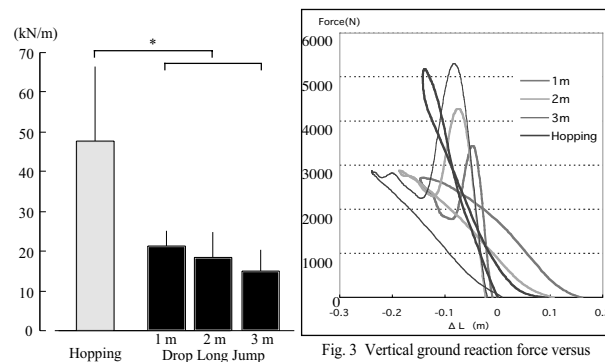 (kN/m)
70
60
50
40
30
20
10
0
*
Hopping
1 m
2 m
3 m
Drop Long Jump
Force(N)
6000
5000
4000
3000
2000
1000
0
-0.3
-0.2
-0.1
0
0.1
0.2
Δ L (m)
1m
2m
3m
Hopping
Fig. 3 Vertical ground reaction force versus